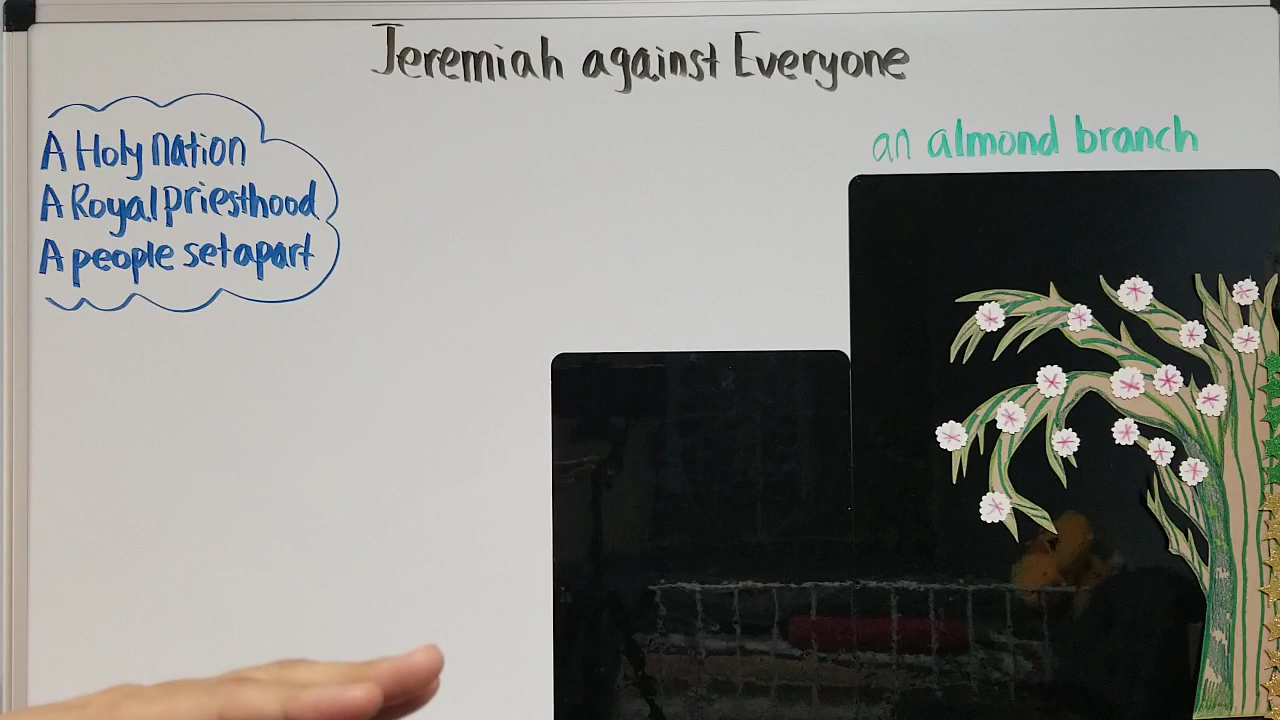 Jeremiah against Everyone
A Holy nation
A Royal priesthood
A people set apart
an almond branch